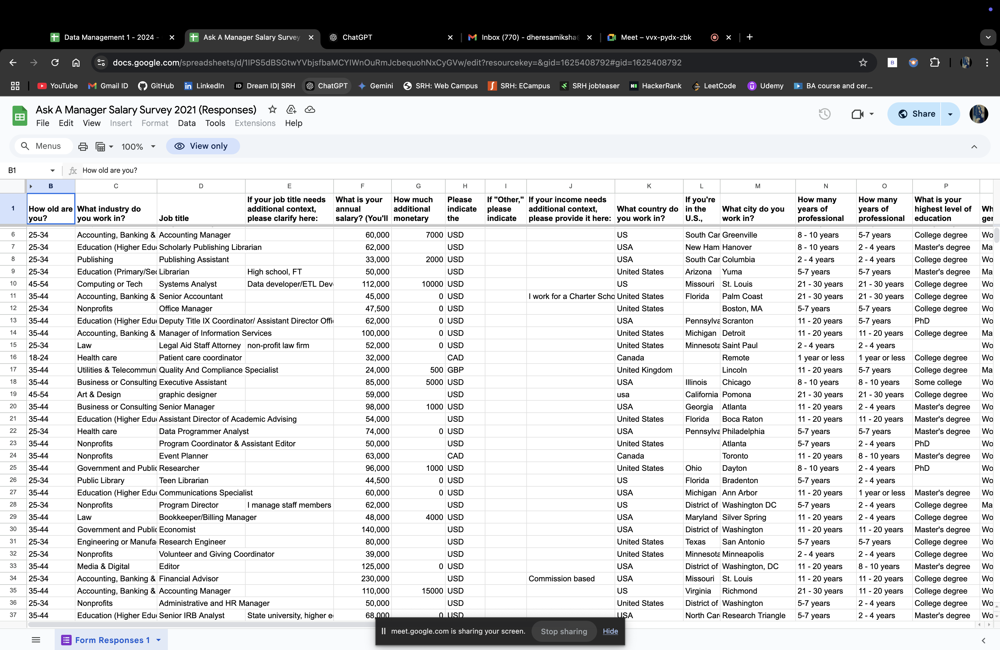 Data Management 1 - 2024 -
Ask A Manager Salary Survey
ChatGPT
Inbox (770) - dheresamiksha
Meet – vvx-pydx-zbk
docs.google.com/spreadsheets/d/1IPS5dBSGtwYVbjsfbaMCYIWnOuRmJcbequohNxCyGVw/edit?resourcekey=&gid=1625408792#gid=1625408792
YouTube Gmail ID GitHub LinkedIn Dream ID| SRH ChatGPT Gemini SRH: Web Campus SRH: ECampus SRH jobteaser HackerRank LeetCode Udemy BA course and cer...
Ask A Manager Salary Survey 2021 (Responses)
Share
File Edit View Insert Format Data Tools Extensions Help
Menus 100% View only
B1 fx How old are you?
B C D E F G H I J K L M N O P
1 How old are you? What industry do you work in? Job title If your job title needs additional context, please clarify here: What is your annual salary? (You'll How much additional monetary Please indicate the If "Other," please indicate If your income needs additional context, please provide it here: What country do you work in? If you're in the U.S., What city do you work in? How many years of professional How many years of professional What is your highest level of education Wh ger
6 25-34 Accounting, Banking & Accounting Manager 60,000 7000 USD US South Car Greenville 8 - 10 years 5-7 years College degree Wo
7 25-34 Education (Higher Edu Scholarly Publishing Librarian 62,000 USD USA New Ham Hanover 8 - 10 years 2 - 4 years Master's degree Ma
8 25-34 Publishing Publishing Assistant 33,000 2000 USD USA South Car Columbia 2 - 4 years 2 - 4 years College degree Wo
9 25-34 Education (Primary/Sec Librarian High school, FT 50,000 USD United States Arizona Yuma 5-7 years 5-7 years Master's degree Ma
10 45-54 Computing or Tech Systems Analyst Data developer/ETL Dev 112,000 10000 USD US Missouri St. Louis 21 - 30 years 21 - 30 years College degree Wo
11 35-44 Accounting, Banking & Senior Accountant 45,000 0 USD I work for a Charter Scho United States Florida Palm Coast 21 - 30 years 21 - 30 years College degree Wo
12 25-34 Nonprofits Office Manager 47,500 0 USD United States Boston, MA 5-7 years 5-7 years College degree Wo
13 35-44 Education (Higher Edu Deputy Title IX Coordinator/ Assistant Director Offi 62,000 0 USD USA Pennsylva Scranton 11 - 20 years 5-7 years PhD Wo
14 35-44 Accounting, Banking & Manager of Information Services 100,000 0 USD United States Michigan Detroit 11 - 20 years 11 - 20 years College degree Ma
15 25-34 Law Legal Aid Staff Attorney non-profit law firm 52,000 0 USD United States Minnesota Saint Paul 2 - 4 years 2 - 4 years Wo
16 18-24 Health care Patient care coordinator 32,000 CAD Canada Remote 1 year or less 1 year or less College degree Wo
17 35-44 Utilities & Telecommuni Quality And Compliance Specialist 24,000 500 GBP United Kingdom Lincoln 11 - 20 years 5-7 years College degree Ma
18 35-44 Business or Consulting Executive Assistant 85,000 5000 USD USA Illinois Chicago 8 - 10 years 8 - 10 years Some college Wo
19 45-54 Art & Design graphic designer 59,000 USD usa California Pomona 21 - 30 years 21 - 30 years College degree Wo
20 35-44 Business or Consulting Senior Manager 98,000 1000 USD USA Georgia Atlanta 11 - 20 years 2 - 4 years Master's degree Wo
21 35-44 Education (Higher Edu Assistant Director of Academic Advising 54,000 USD United States Florida Boca Raton 11 - 20 years 11 - 20 years Master's degree Wo
22 25-34 Health care Data Programmer Analyst 74,000 0 USD USA Pennsylva Philadelphia 5-7 years 5-7 years Master's degree Wo
23 35-44 Nonprofits Program Coordinator & Assistant Editor 50,000 USD United States Atlanta 5-7 years 2 - 4 years PhD Wo
24 35-44 Nonprofits Event Planner 63,000 CAD Canada Toronto 11 - 20 years 8 - 10 years Master's degree Wo
25 35-44 Government and Public Researcher 96,000 1000 USD United States Ohio Dayton 8 - 10 years 2 - 4 years PhD Wo
26 25-34 Public Library Teen Librarian 44,500 0 USD US Florida Bradenton 5-7 years 2 - 4 years Wo
27 35-44 Education (Higher Edu Communications Specialist 60,000 0 USD USA Michigan Ann Arbor 11 - 20 years 1 year or less Master's degree Wo
28 25-34 Nonprofits Program Director I manage staff members 62,000 USD US District of Washington DC 5-7 years 2 - 4 years College degree Ma
29 35-44 Law Bookkeeper/Billing Manager 48,000 4000 USD USA Maryland Silver Spring 11 - 20 years 2 - 4 years College degree Wo
30 35-44 Government and Public Economist 140,000 USD USA District of Washington 11 - 20 years 11 - 20 years Master's degree Wo
31 25-34 Engineering or Manufa Research Engineer 80,000 USD United States Texas San Antonio 5-7 years 5-7 years College degree Wo
32 25-34 Nonprofits Volunteer and Giving Coordinator 39,000 USD United States Minnesota Minneapolis 2 - 4 years 2 - 4 years College degree Wo
33 35-44 Media & Digital Editor 125,000 0 USD USA District of Washington, DC 11 - 20 years 8 - 10 years Master's degree Wo
34 25-34 Accounting, Banking & Financial Advisor 230,000 USD Commission based USA Missouri St. Louis 11 - 20 years 11 - 20 years College degree Wo
35 35-44 Accounting, Banking & Accounting Manager 110,000 15000 USD US Virginia Richmond 21 - 30 years 11 - 20 years College degree Wo
36 25-34 Nonprofits Administrative and HR Manager 50,000 USD United States District of Washington 5-7 years 2 - 4 years College degree Wo
37 35-44 Education (Higher Edu Senior IRB Analyst State university, higher e 68,000 0 USD USA North Car Research Triangle 5-7 years 2 - 4 years Master's degree Wo
meet.google.com is sharing your screen. Stop sharing Hide
Form Responses 1